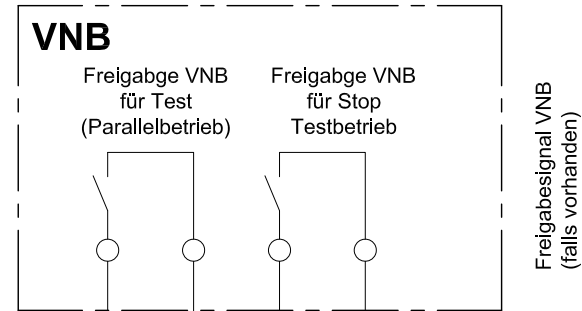 VNB
Freigabge VNB
für Test
(Parallelbetrieb)
Freigabge VNB
für Stop
Testbetrieb
Freigabesignal VNB
(falls vorhanden)